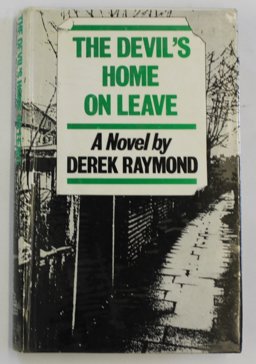 THE DEVIL'S
HOME
ON LEAVE
A Novel by
DEREK RAYMOND